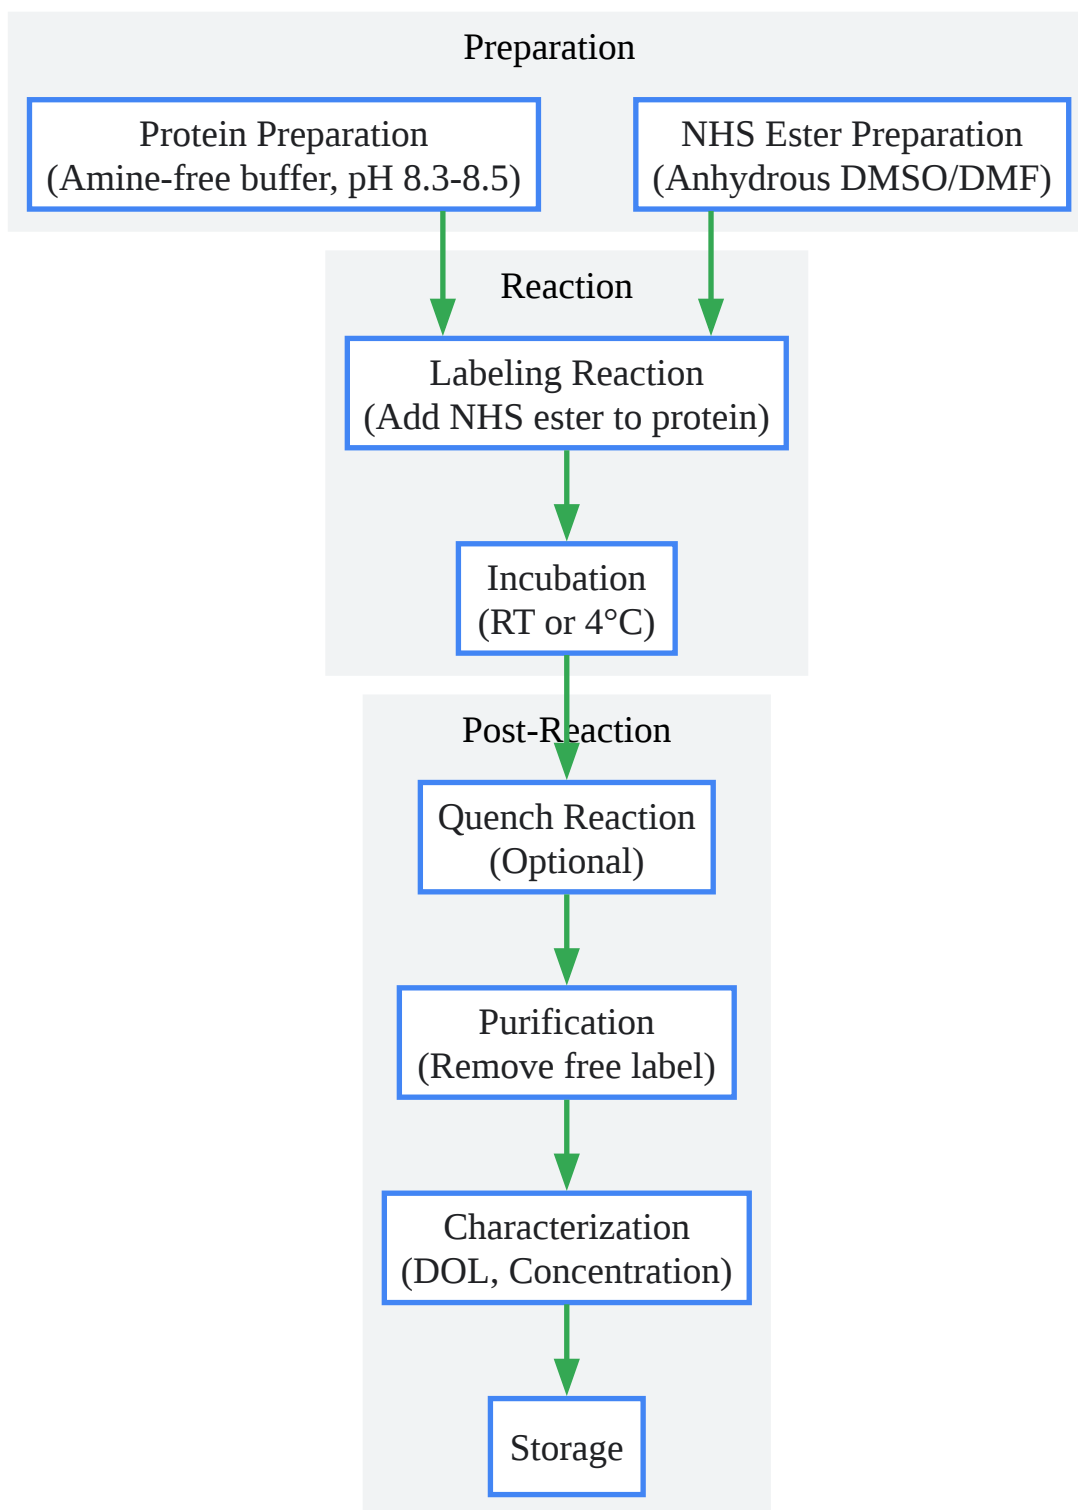 Preparation
Protein Preparation
(Amine-free buffer, pH 8.3-8.5)
NHS Ester Preparation
(Anhydrous DMSO/DMF)
Reaction
Labeling Reaction
(Add NHS ester to protein)
Incubation
(RT or 4°C)
Post-Reaction
Quench Reaction
(Optional)
Purification
(Remove free label)
Characterization
(DOL, Concentration)
Storage